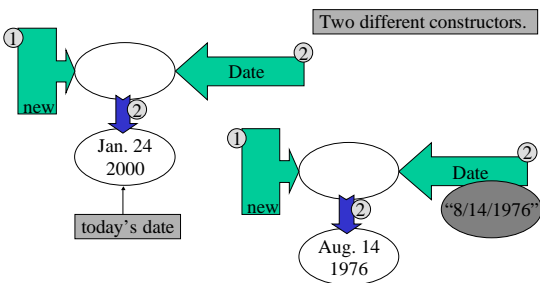 Two different constructors.
1
2
Date
new
2
Jan. 24
2000
today's date
1
2
Date
new
"8/14/1976"
2
Aug. 14
1976